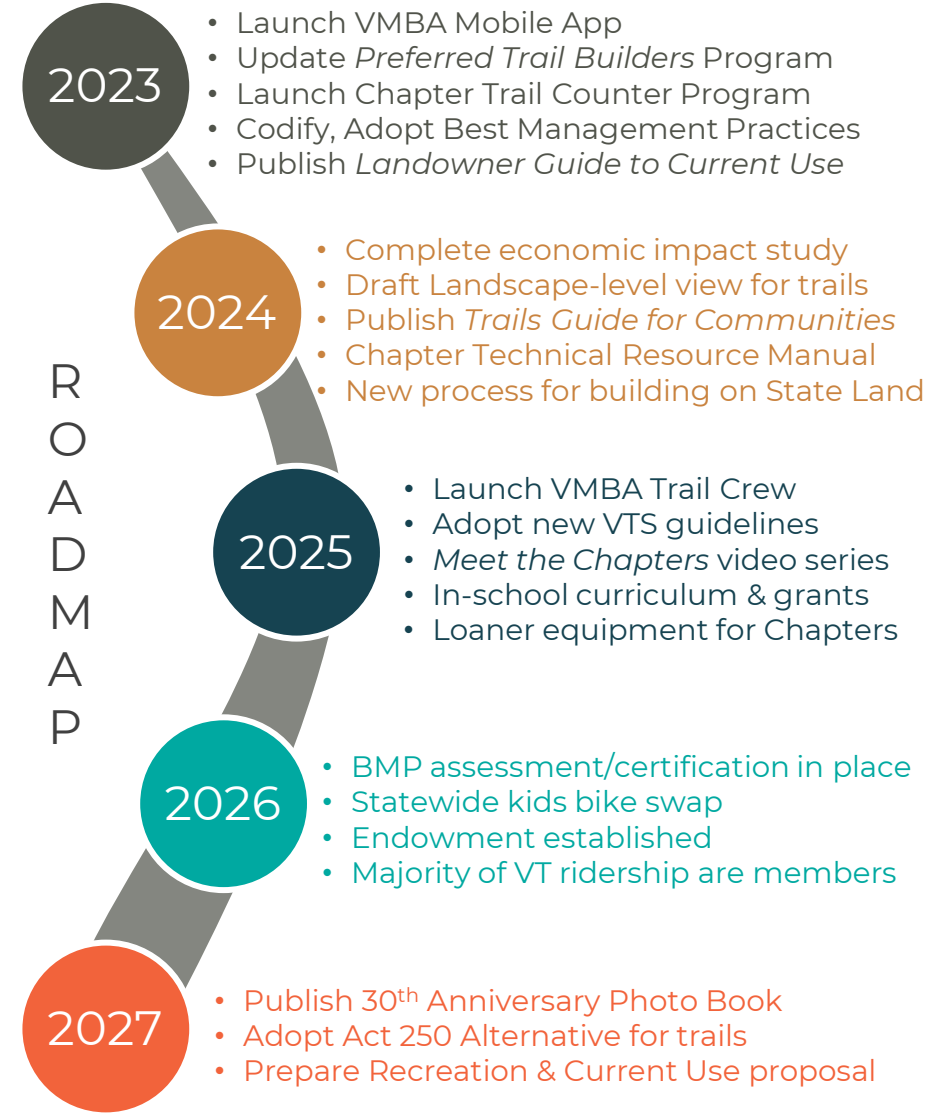 2023
• Launch VMBA Mobile App
• Update Preferred Trail Builders Program
• Launch Chapter Trail Counter Program
• Codify, Adopt Best Management Practices
• Publish Landowner Guide to Current Use
2024
• Complete economic impact study
• Draft Landscape-level view for trails
• Publish Trails Guide for Communities
• Chapter Technical Resource Manual
• New process for building on State Land
ROADMAP
2025
• Launch VMBA Trail Crew
• Adopt new VTS guidelines
• Meet the Chapters video series
• In-school curriculum & grants
• Loaner equipment for Chapters
2026
• BMP assessment/certification in place
• Statewide kids bike swap
• Endowment established
• Majority of VT ridership are members
2027
• Publish 30th Anniversary Photo Book
• Adopt Act 250 Alternative for trails
• Prepare Recreation & Current Use proposal